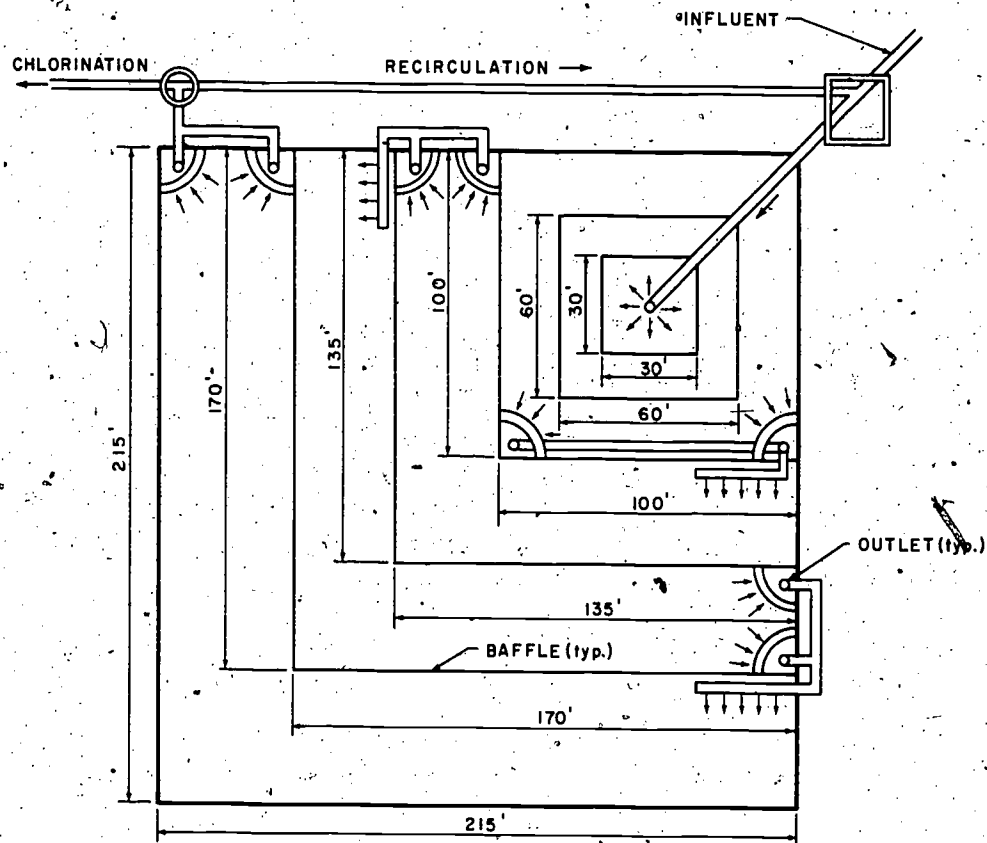 INFLUENT
CHLORINATION
RECIRCULATION
60'
30'
100'
135'
170'
215'
30'
60'
100'
OUTLET (typ.)
135'
BAFFLE (typ.)
170'
215'